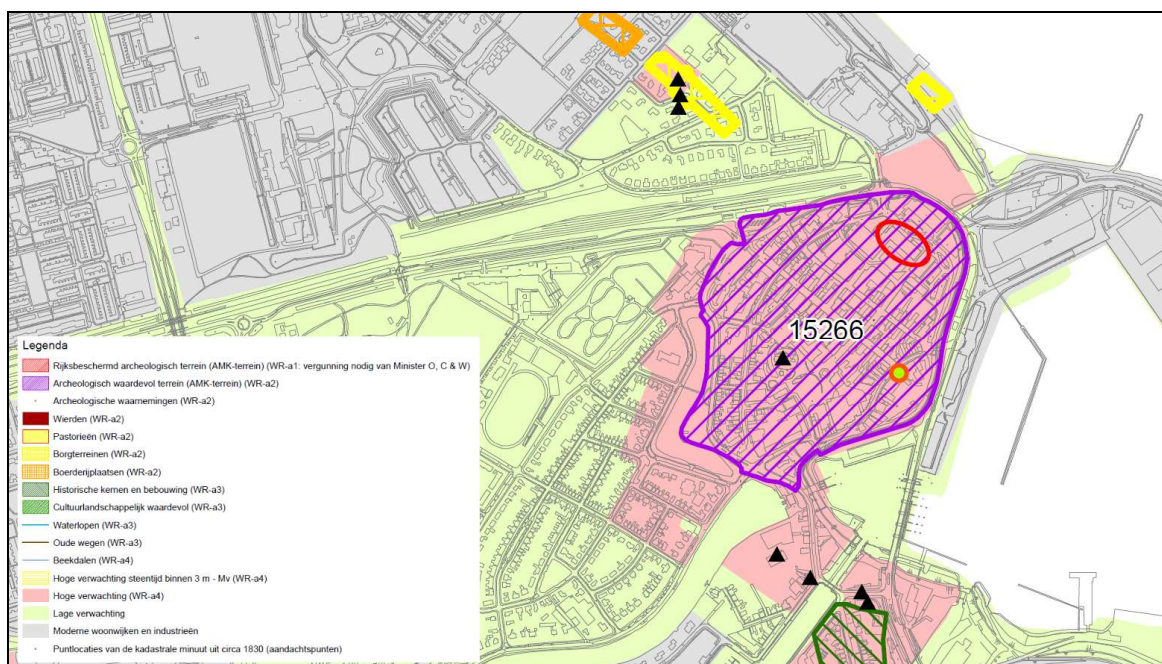 15266
Legenda
Rijksbeschermd archeologisch terrein (AMK-terrein) (WR-a1: vergunning nodig van Minister O, C & W)
Archeologisch waardevol terrein (AMK-terrein) (WR-a2)
Archeologische waarnemingen (WR-a2)
Wierden (WR-a2)
Pastorieën (WR-a2)
Borgterreinen (WR-a2)
Boerderijplaatsen (WR-a2)
Historische kernen en bebouwing (WR-a3)
Cultuurlandschappelijk waardevol (WR-a3)
Waterlopen (WR-a3)
Oude wegen (WR-a3)
Beekdalen (WR-a4)
Hoge verwachting steentijd binnen 3 m - Mv (WR-a4)
Hoge verwachting (WR-a4)
Lage verwachting
Moderne woonwijken en industrieën
Puntlocaties van de kadastrale minuut uit circa 1830 (aandachtspunten)